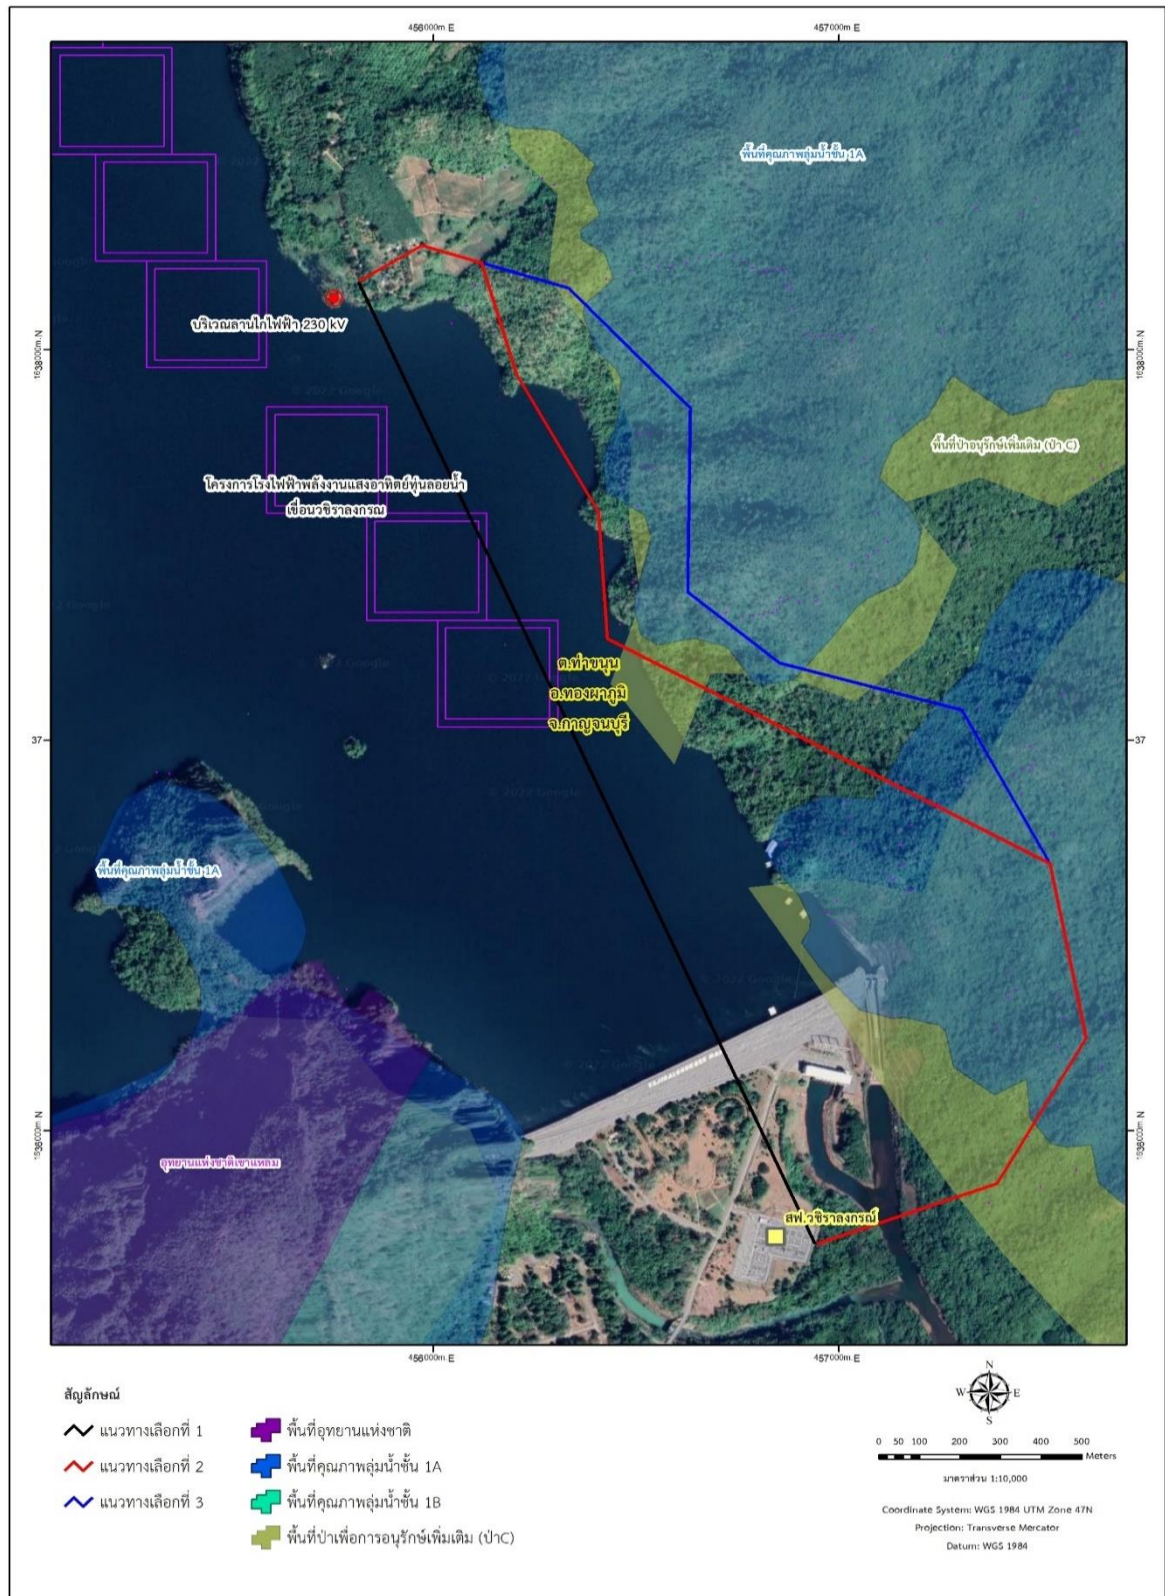 456000m. E
457000m. E
พื้นที่คุณภาพลุ่มน้ำชั้น 1A
บริเวณลานไกไฟฟ้า 230 kV
1638000m. N
1638000m. N
© 2022 Google
พื้นที่ป่าอนุรักษ์เพิ่มเติม (ป่า C)
โครงการโรงไฟฟ้าพลังงานแสงอาทิตย์ทุ่นลอยน้ำ
เขื่อนวชิราลงกรณ
ต.ท่าขนุน
อ.ทองผาภูมิ
จ.กาญจนบุรี
37
37
พื้นที่คุณภาพลุ่มน้ำชั้น 1A
1636000m. N
1636000m. N
อุทยานแห่งชาติเขาแหลม
สฟ.วชิราลงกรณ์
456000m. E
457000m. E
สัญลักษณ์
แนวทางเลือกที่ 1
แนวทางเลือกที่ 2
แนวทางเลือกที่ 3
พื้นที่อุทยานแห่งชาติ
พื้นที่คุณภาพลุ่มน้ำชั้น 1A
พื้นที่คุณภาพลุ่มน้ำชั้น 1B
พื้นที่ป่าเพื่อการอนุรักษ์เพิ่มเติม (ป่าC)
N
W E
S
0 50 100 200 300 400 500
Meters
มาตราส่วน 1:10,000
Coordinate System: WGS 1984 UTM Zone 47N
Projection: Transverse Mercator
Datum: WGS 1984